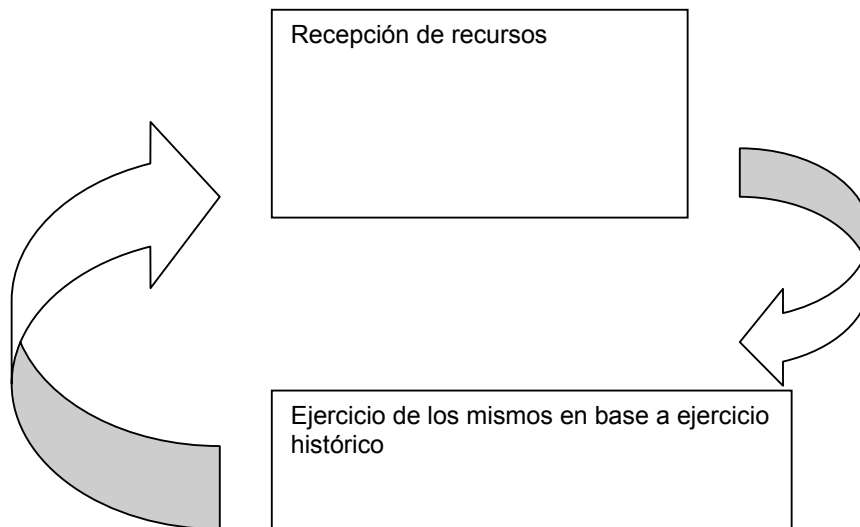 Recepción de recursos
Ejercicio de los mismos en base a ejercicio
histórico